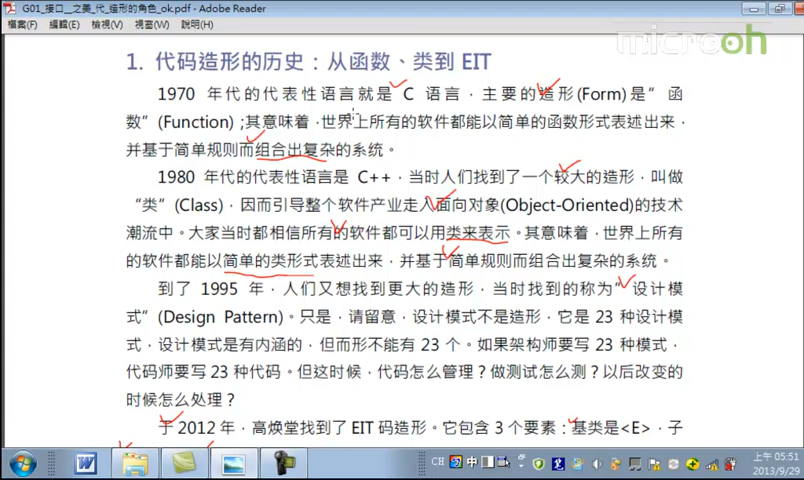 G01_接口__之美_代_造形的角色_ok.pdf - Adobe Reader
檔案(F) 編輯(E) 檢視(V) 視窗(W) 說明(H)
microoh
1. 代码造形的历史：从函数、类到 EIT
1970 年代的代表性语言就是 C 语言，主要的造形(Form)是“函
数”(Function)；其意味着，世界上所有的软件都能以简单的函数形式表述出来，
并基于简单规则而组合出复杂的系统。
1980 年代的代表性语言是 C++，当时人们找到了一个较大的造形，叫做
“类”(Class)，因而引导整个软件产业走入面向对象(Object-Oriented)的技术
潮流中。大家当时都相信所有的软件都可以用类来表示。其意味着，世界上所有
的软件都能以简单的类形式表述出来，并基于简单规则而组合出复杂的系统。
到了 1995 年，人们又想找到更大的造形，当时找到的称为“设计模
式”(Design Pattern)。只是，请留意，设计模式不是造形，它是 23 种设计模
式，设计模式是有内涵的，但而形不能有 23 个。如果架构师要写 23 种模式，
代码师要写 23 种代码。但这时候，代码怎么管理？做测试怎么测？以后改变的
时候怎么处理？
于 2012 年，高焕堂找到了 EIT 码造形。它包含 3 个要素：基类是<E>，子
CH
上午 05:51
2013/9/29